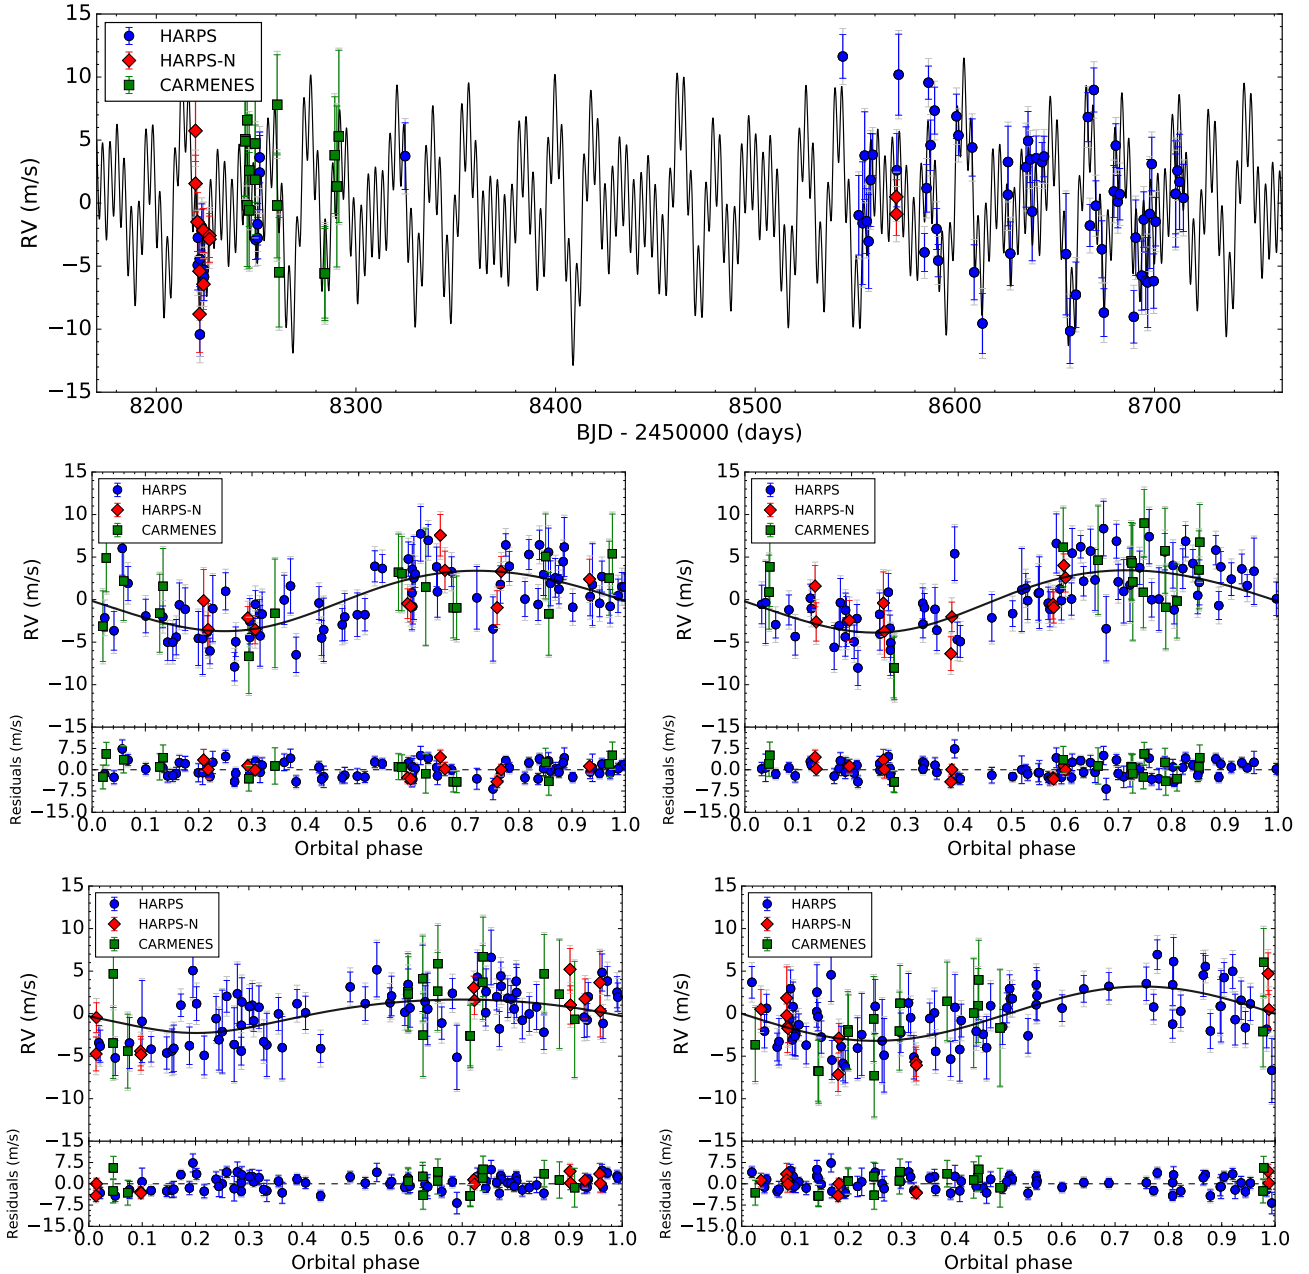 15
10
5
0
−5
−10
−15
RV (m/s)
HARPS
HARPS-N
CARMENES
8200 8300 8400 8500 8600 8700
BJD - 2450000 (days)
15
10
5
0
−5
−10
−15
RV (m/s)
HARPS
HARPS-N
CARMENES
7.5
0.0
−7.5
−15.0
Residuals (m/s)
0.0 0.1 0.2 0.3 0.4 0.5 0.6 0.7 0.8 0.9 1.0
Orbital phase
15
10
5
0
−5
−10
−15
RV (m/s)
HARPS
HARPS-N
CARMENES
7.5
0.0
−7.5
−15.0
Residuals (m/s)
0.0 0.1 0.2 0.3 0.4 0.5 0.6 0.7 0.8 0.9 1.0
Orbital phase
15
10
5
0
−5
−10
−15
RV (m/s)
HARPS
HARPS-N
CARMENES
7.5
0.0
−7.5
−15.0
Residuals (m/s)
0.0 0.1 0.2 0.3 0.4 0.5 0.6 0.7 0.8 0.9 1.0
Orbital phase
15
10
5
0
−5
−10
−15
RV (m/s)
HARPS
HARPS-N
CARMENES
7.5
0.0
−7.5
−15.0
Residuals (m/s)
0.0 0.1 0.2 0.3 0.4 0.5 0.6 0.7 0.8 0.9 1.0
Orbital phase